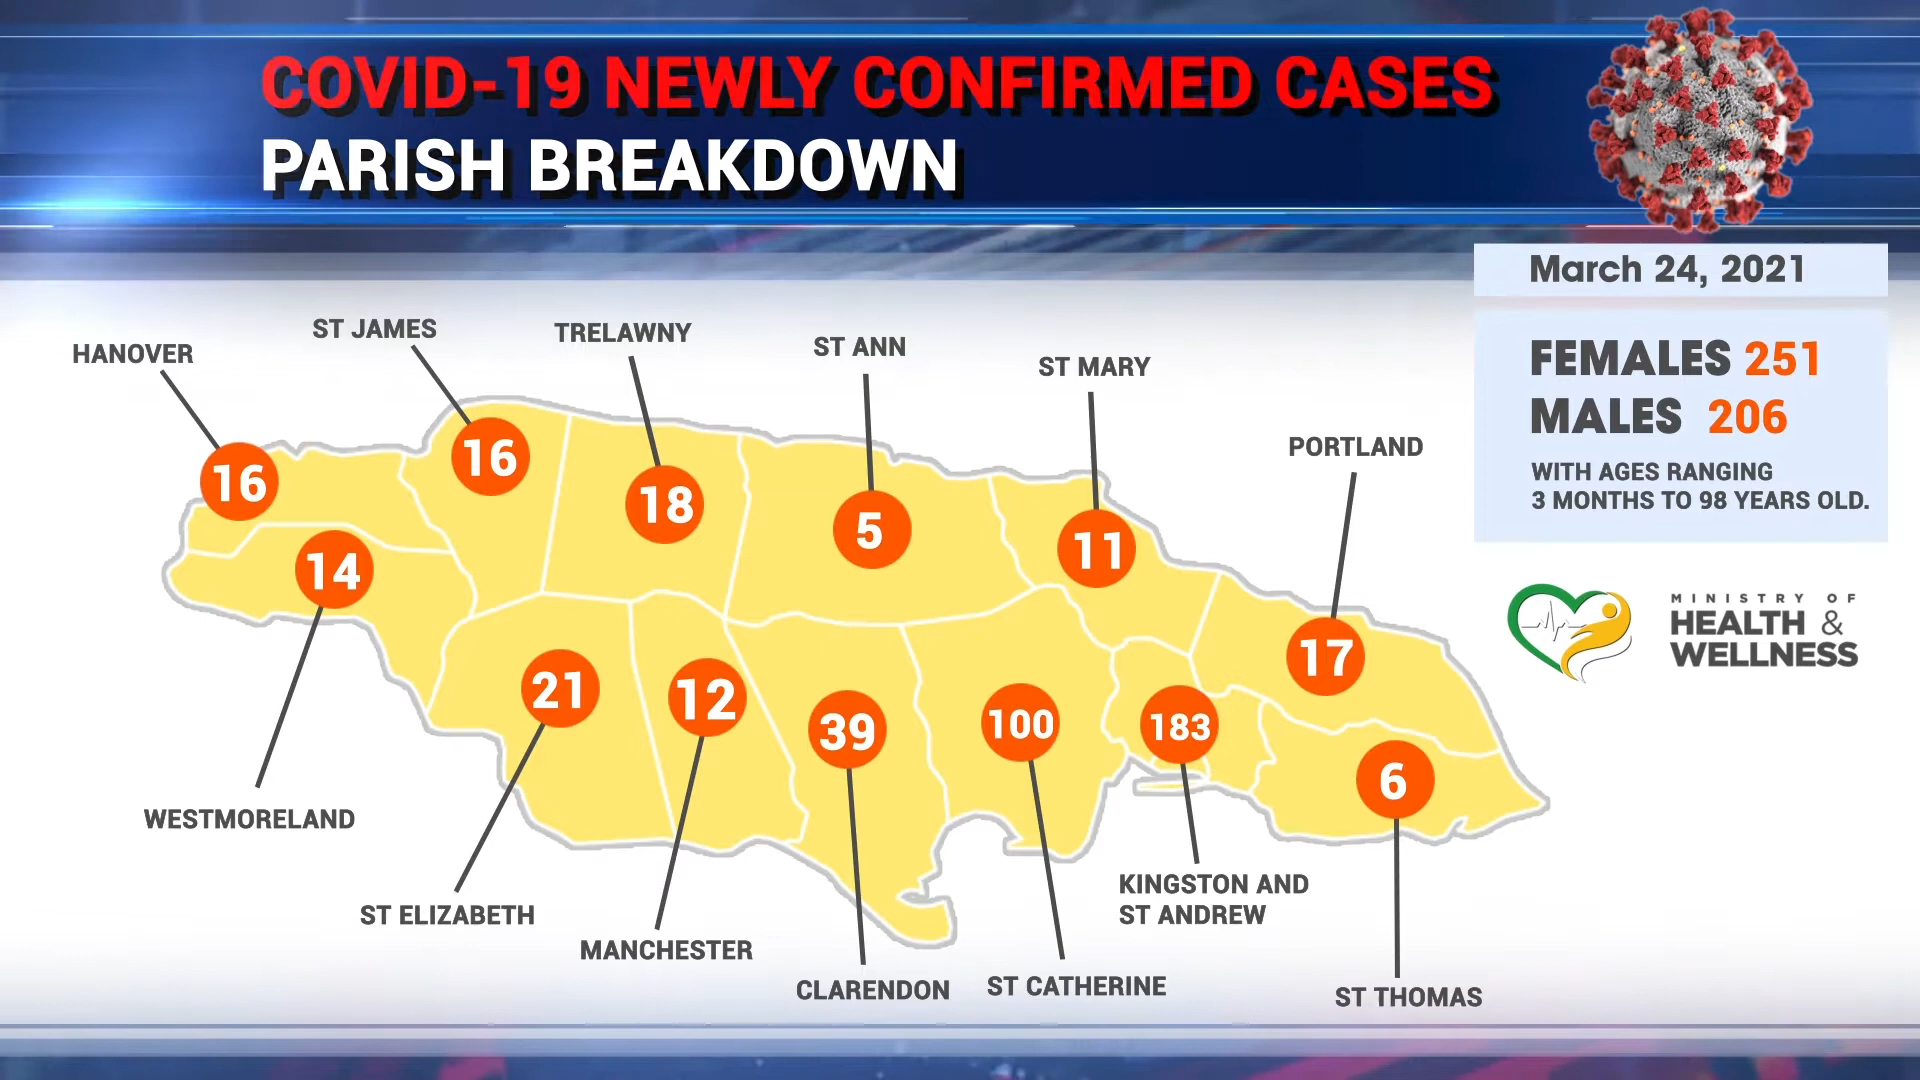 COVID-19 NEWLY CONFIRMED CASES
PARISH BREAKDOWN
March 24, 2021
FEMALES 251
MALES 206
WITH AGES RANGING
3 MONTHS TO 98 YEARS OLD.
MINISTRY OF
HEALTH &
WELLNESS
HANOVER
16
ST JAMES
16
TRELAWNY
18
ST ANN
5
ST MARY
11
PORTLAND
17
14
WESTMORELAND
21
ST ELIZABETH
12
MANCHESTER
39
CLARENDON
100
ST CATHERINE
183
KINGSTON AND
ST ANDREW
6
ST THOMAS